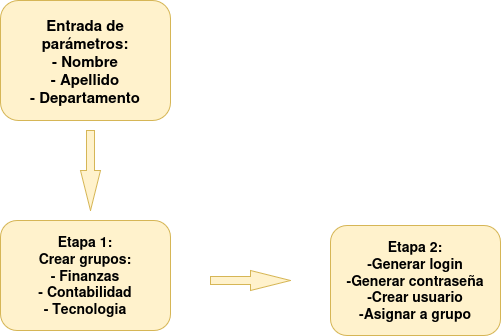 Entrada de
parámetros:
- Nombre
- Apellido
- Departamento
Etapa 1:
Crear grupos:
- Finanzas
- Contabilidad
- Tecnologia
Etapa 2:
-Generar login
-Generar contraseña
-Crear usuario
-Asignar a grupo